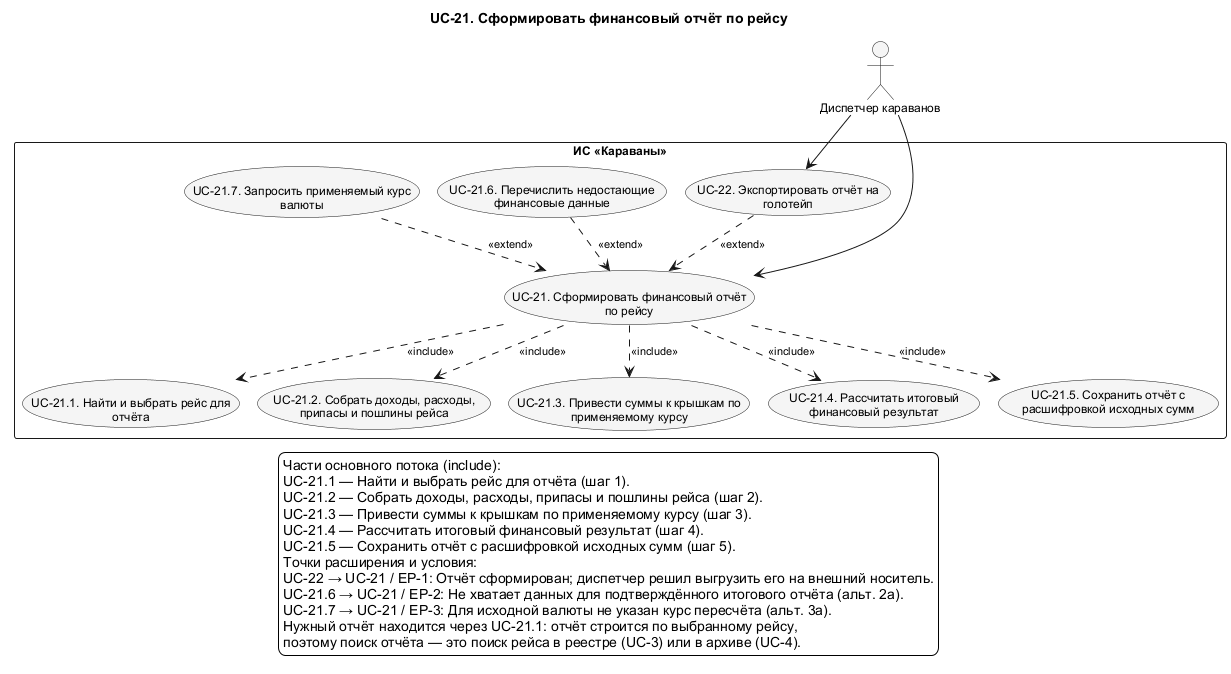 UC-21. Сформировать финансовый отчёт по рейсу
Диспетчер караванов
ИС «Караваны»
UC-21.7. Запросить применяемый курс
валюты
UC-21.6. Перечислить недостающие
финансовые данные
UC-22. Экспортировать отчёт на
голотейп
«extend»
«extend»
«extend»
UC-21. Сформировать финансовый отчёт
по рейсу
«include»
«include»
«include»
«include»
«include»
UC-21.1. Найти и выбрать рейс для
отчёта
UC-21.2. Собрать доходы, расходы,
припасы и пошлины рейса
UC-21.3. Привести суммы к крышкам по
применяемому курсу
UC-21.4. Рассчитать итоговый
финансовый результат
UC-21.5. Сохранить отчёт с
расшифровкой исходных сумм
Части основного потока (include):
UC-21.1 — Найти и выбрать рейс для отчёта (шаг 1).
UC-21.2 — Собрать доходы, расходы, припасы и пошлины рейса (шаг 2).
UC-21.3 — Привести суммы к крышкам по применяемому курсу (шаг 3).
UC-21.4 — Рассчитать итоговый финансовый результат (шаг 4).
UC-21.5 — Сохранить отчёт с расшифровкой исходных сумм (шаг 5).
Точки расширения и условия:
UC-22 → UC-21 / EP-1: Отчёт сформирован; диспетчер решил выгрузить его на внешний носитель.
UC-21.6 → UC-21 / EP-2: Не хватает данных для подтверждённого итогового отчёта (альт. 2а).
UC-21.7 → UC-21 / EP-3: Для исходной валюты не указан курс пересчёта (альт. 3а).
Нужный отчёт находится через UC-21.1: отчёт строится по выбранному рейсу,
поэтому поиск отчёта — это поиск рейса в реестре (UC-3) или в архиве (UC-4).